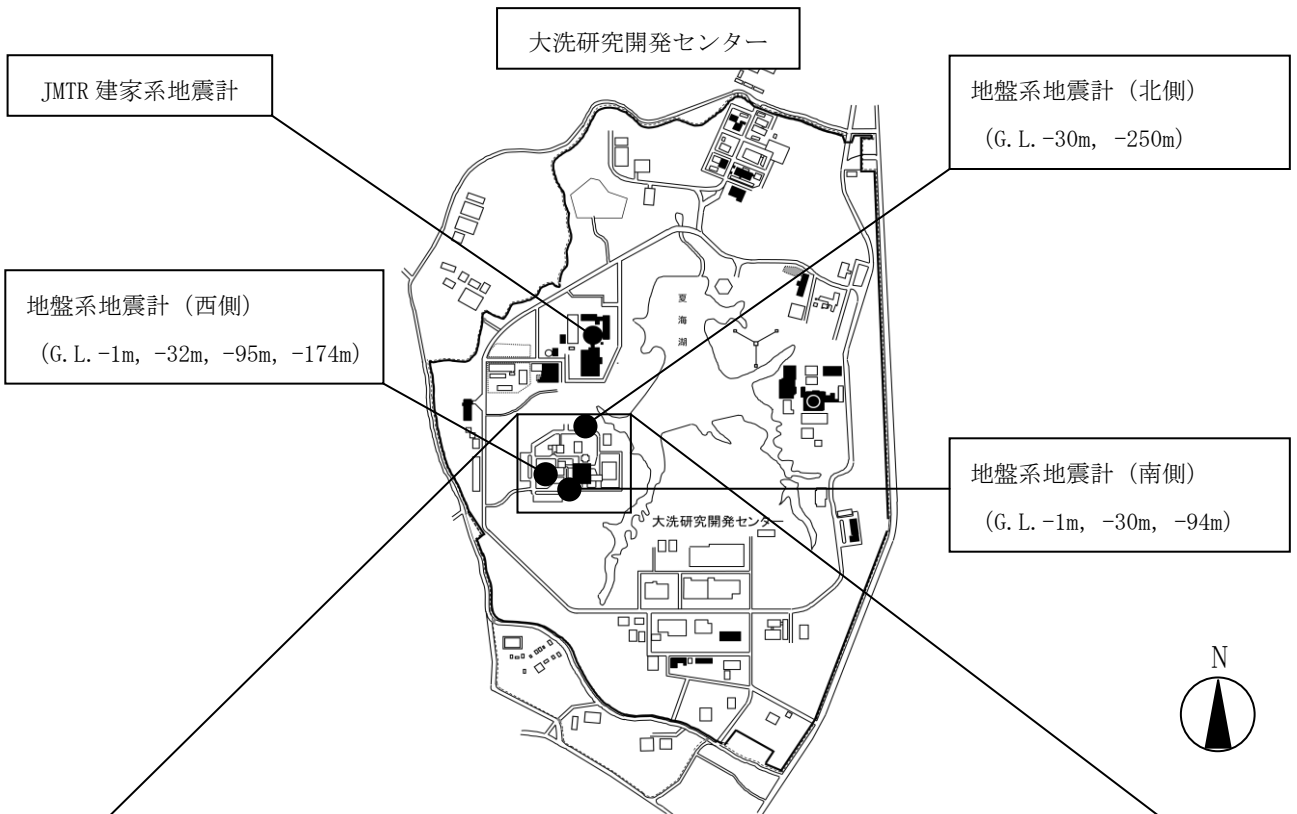 大洗研究開発センター
JMTR 建家系地震計
地盤系地震計（北側）
(G.L.-30m, -250m)
地盤系地震計（西側）
(G.L.-1m, -32m, -95m, -174m)
夏海湖
地盤系地震計（南側）
(G.L.-1m, -30m, -94m)
大洗研究開発センター
N